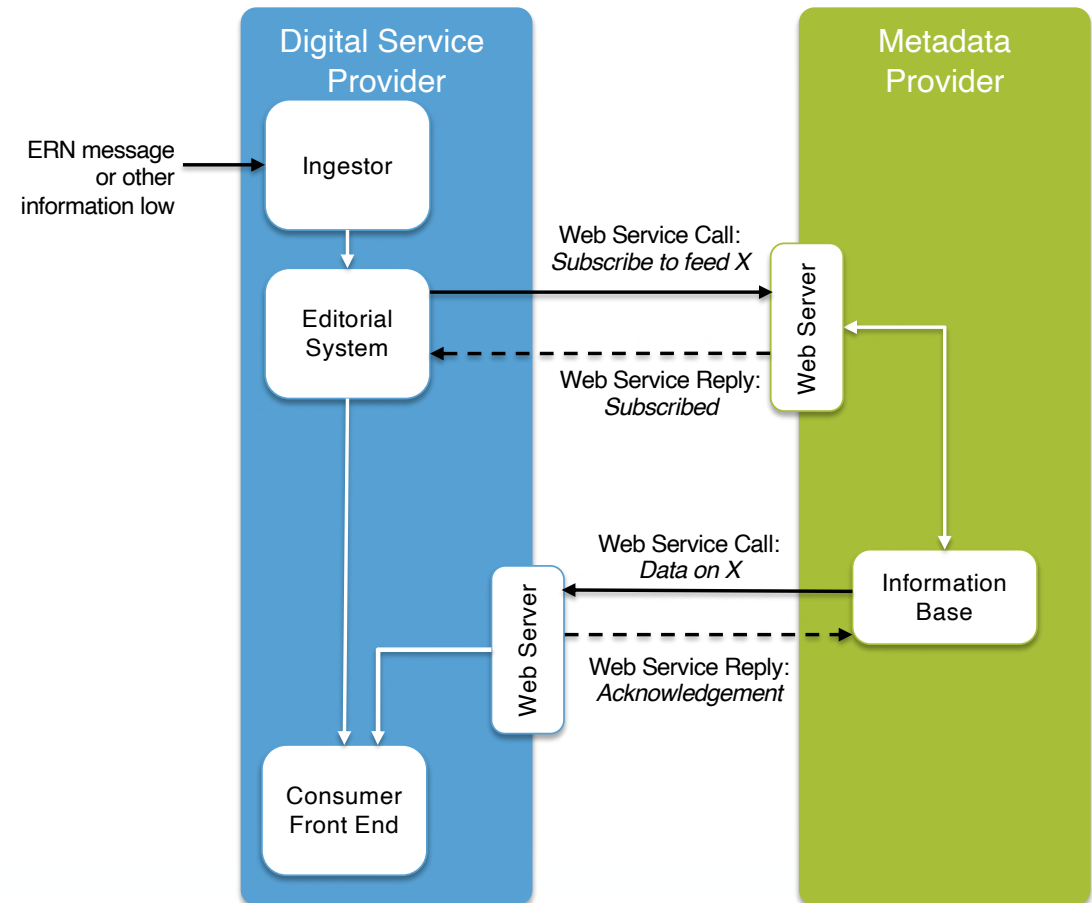 Digital Service
Provider
Metadata
Provider
ERN message
or other
information low
Ingestor
Web Service Call:
Subscribe to feed X
Editorial
System
Web Server
Web Service Reply:
Subscribed
Web Service Call:
Data on X
Information
Base
Web Server
Web Service Reply:
Acknowledgement
Consumer
Front End